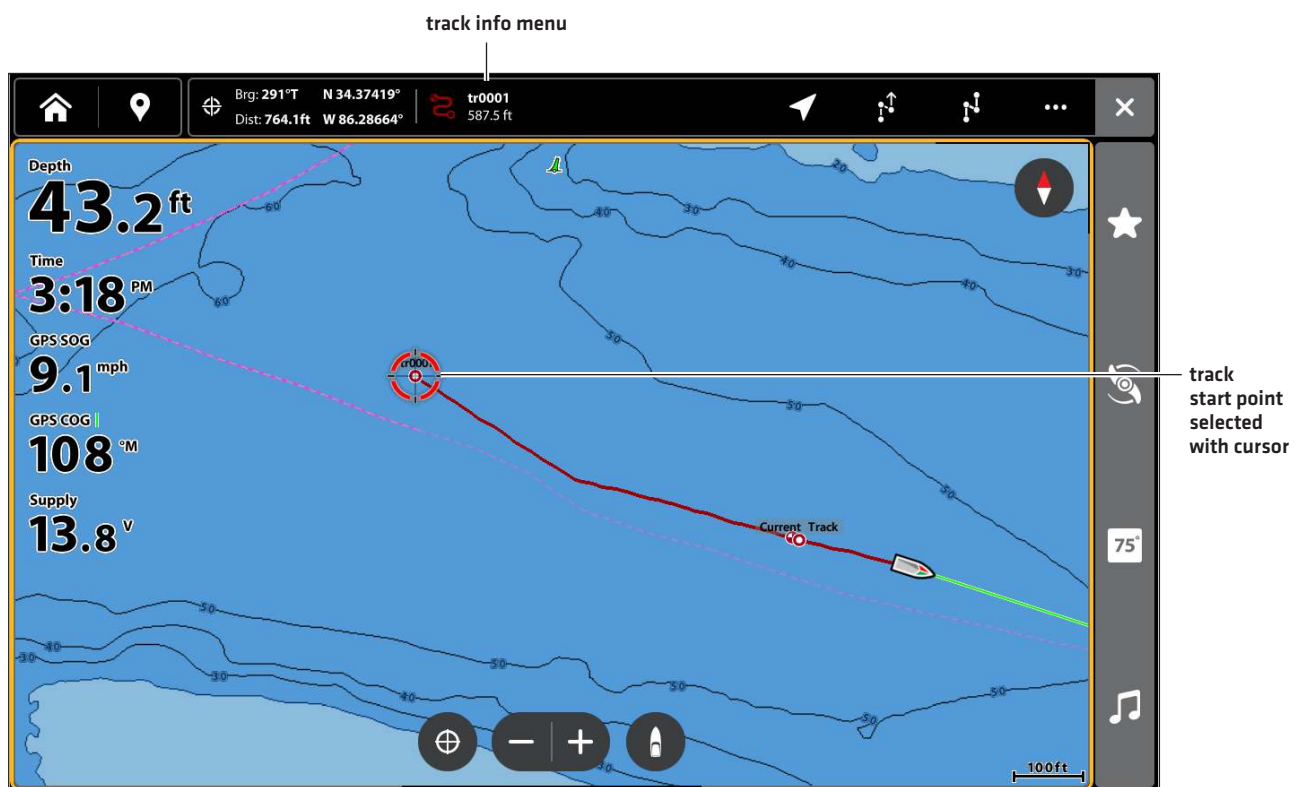 track info menu
Brg: 291°T N 34.37419°
Dist: 764.1ft W 86.28664°
tr0001
587.5 ft
Depth
43.2 ft
Time
3:18 PM
GPS SOG
9.1 mph
GPS COG
108 °M
Supply
13.8 V
20
60
40
30
30
40
40
60
50
tr0001
track
start point
selected
with cursor
50
50
Current Track
75°
50
40
30
50
30
50
50
40
50
40
100ft